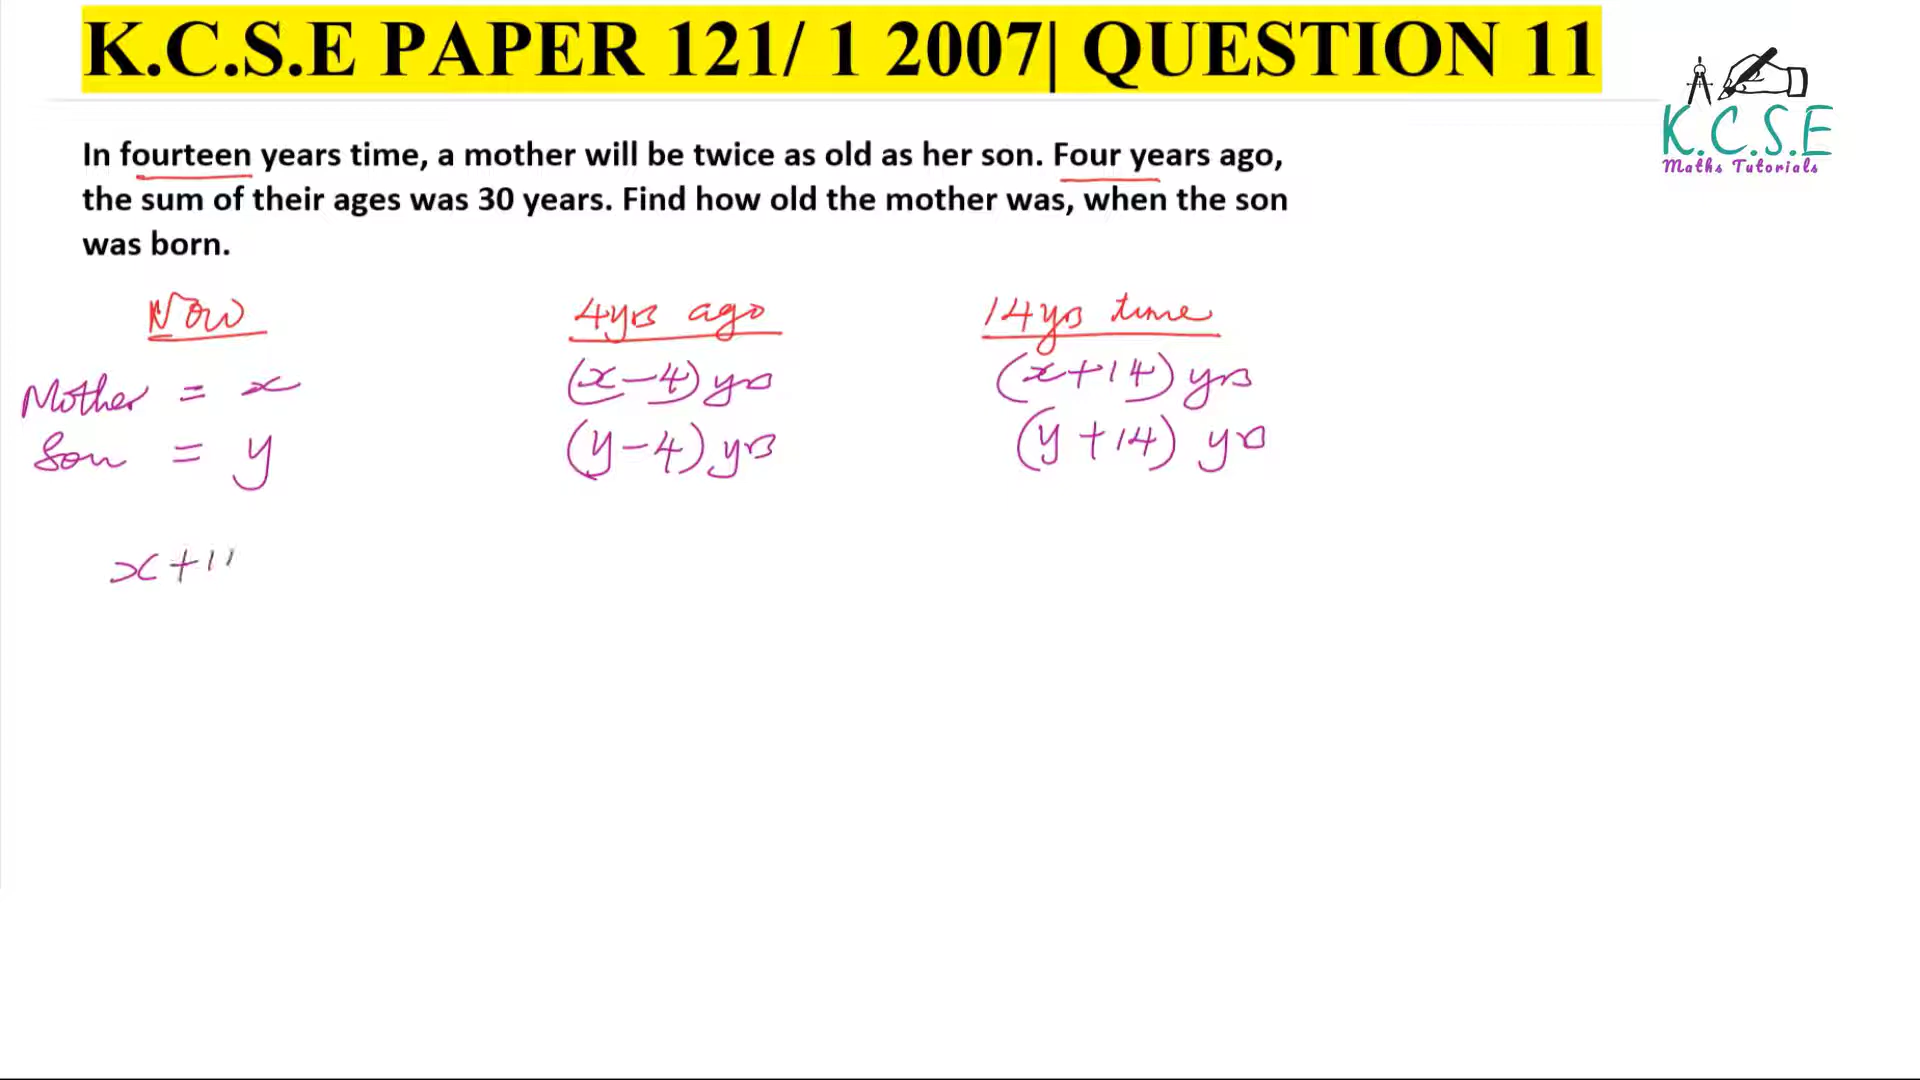 K.C.S.E PAPER 121/ 1 2007| QUESTION 11
K.C.S.E
Maths Tutorials
In fourteen years time, a mother will be twice as old as her son. Four years ago,
the sum of their ages was 30 years. Find how old the mother was, when the son
was born.
Now 4yrs ago 14yrs time
Mother = x (x-4) yrs (x+14) yrs
Son = y (y-4) yrs (y+14) yrs
x+1